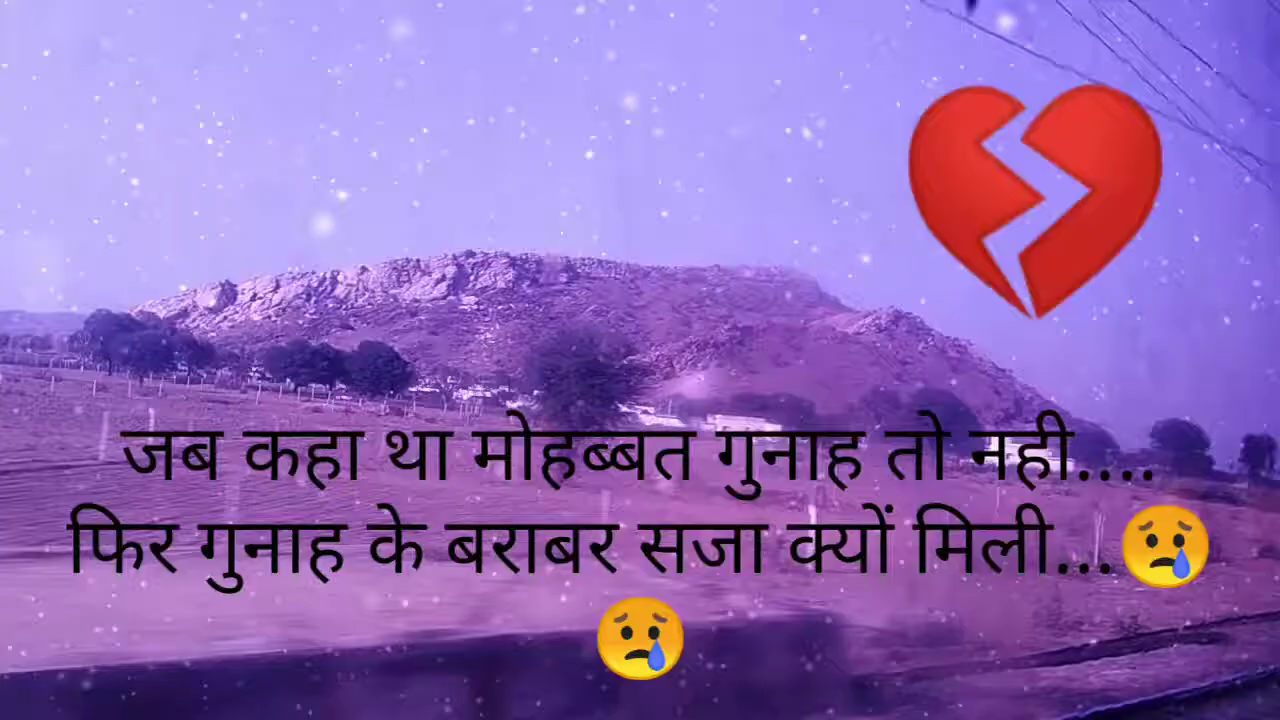 जब कहा था मोहब्बत गुनाह तो नही....
फिर गुनाह के बराबर सजा क्यों मिली...😢
😢